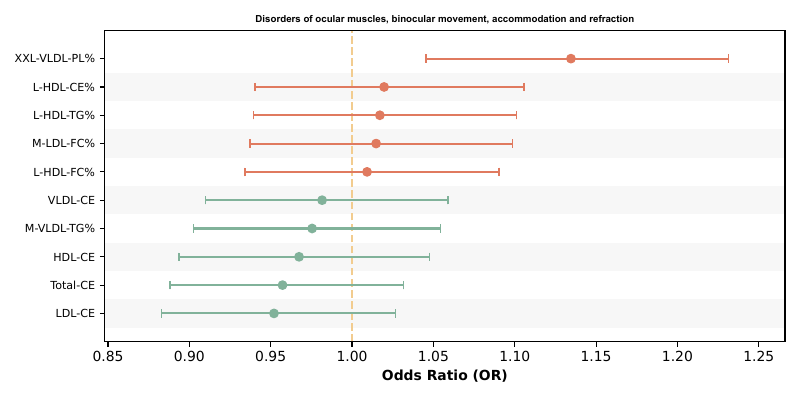 Disorders of ocular muscles, binocular movement, accommodation and refraction
XXL-VLDL-PL%
L-HDL-CE%
L-HDL-TG%
M-LDL-FC%
L-HDL-FC%
VLDL-CE
M-VLDL-TG%
HDL-CE
Total-CE
LDL-CE
0.85 0.90 0.95 1.00 1.05 1.10 1.15 1.20 1.25
Odds Ratio (OR)